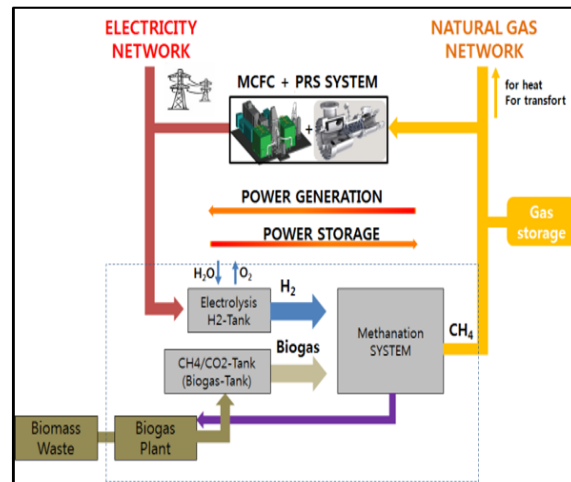 ELECTRICITY
NETWORK
NATURAL GAS
NETWORK
MCFC + PRS SYSTEM
for heat
For transfort
+
POWER GENERATION
POWER STORAGE
Gas
storage
H2O
O2
Electrolysis
H2-Tank
H2
Methanation
SYSTEM
CH4
Biogas
CH4/CO2-Tank
(Biogas-Tank)
Biomass
Waste
Biogas
Plant